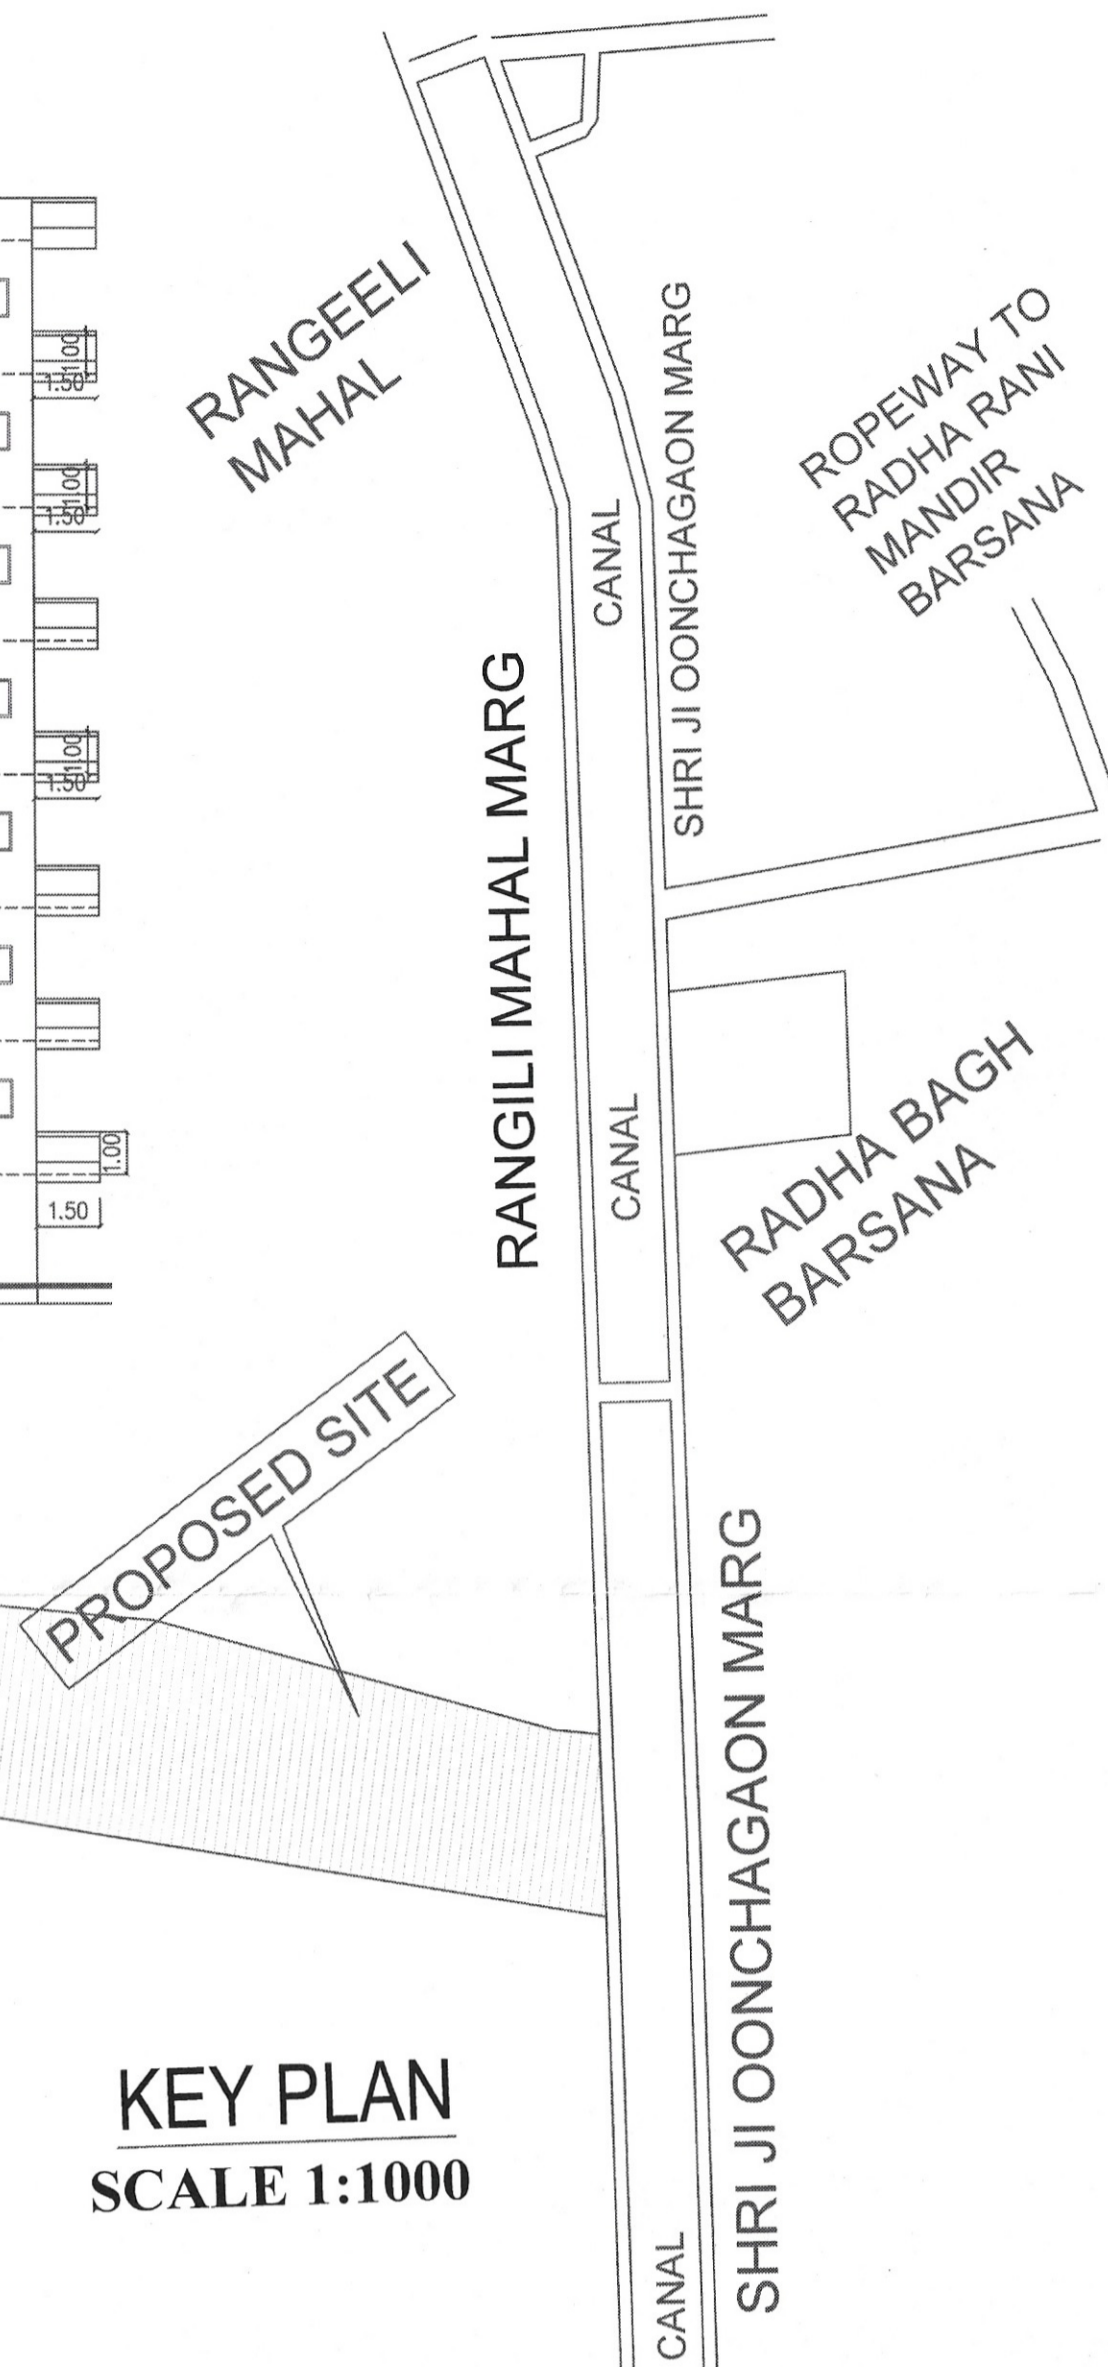 RANGEELI
MAHAL
SHRI JI OONCHAGAON MARG
ROPEWAY TO
RADHA RANI
MANDIR
BARSANA
1.00
1.50
1.00
1.50
CANAL
RANGILI MAHAL MARG
1.00
1.50
CANAL
RADHA BAGH
BARSANA
1.00
1.50
PROPOSED SITE
SHRI JI OONCHAGAON MARG
KEY PLAN
SCALE 1:1000
CANAL